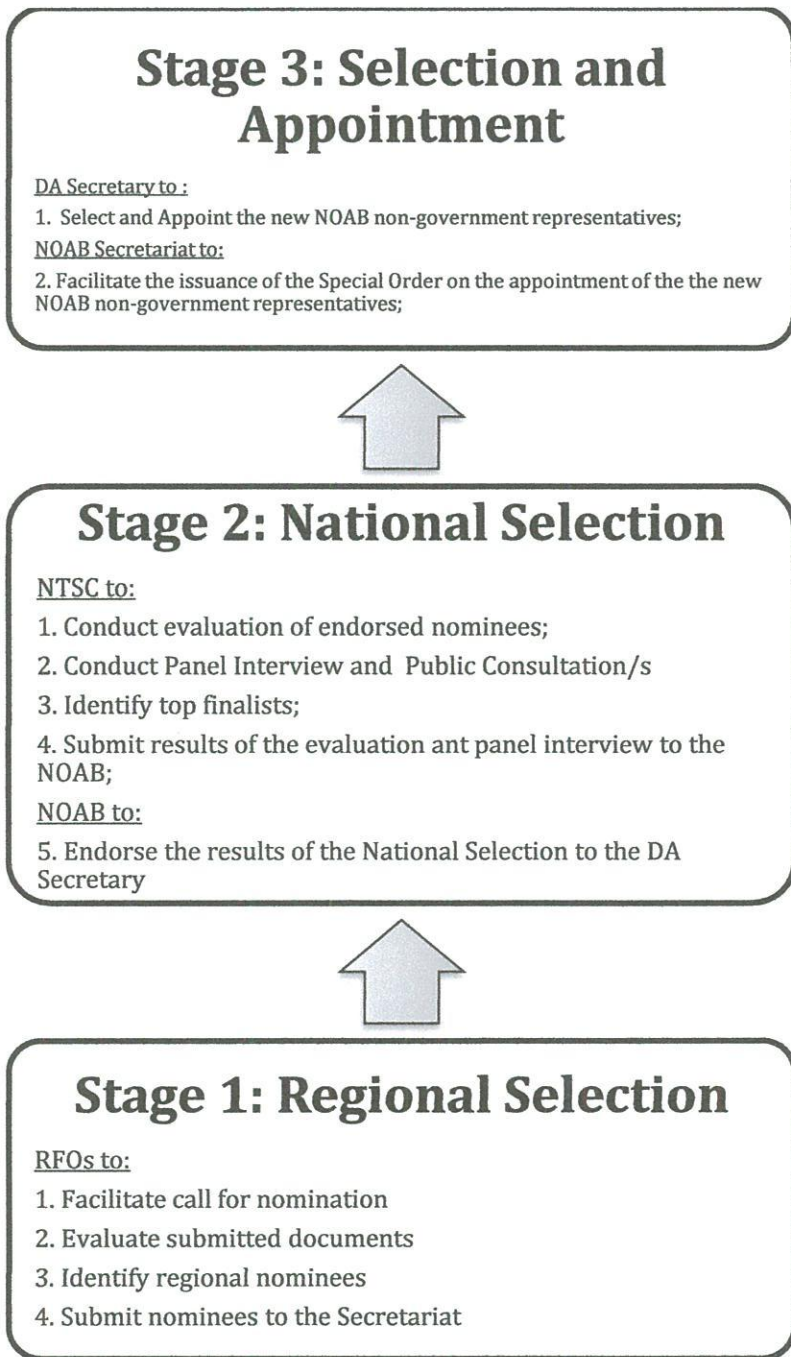 Stage 3: Selection and
Appointment
DA Secretary to :
1. Select and Appoint the new NOAB non-government representatives;
NOAB Secretariat to:
2. Facilitate the issuance of the Special Order on the appointment of the the new
NOAB non-government representatives;
Stage 2: National Selection
NTSC to:
1. Conduct evaluation of endorsed nominees;
2. Conduct Panel Interview and Public Consultation/s
3. Identify top finalists;
4. Submit results of the evaluation ant panel interview to the
NOAB;
NOAB to:
5. Endorse the results of the National Selection to the DA
Secretary
Stage 1: Regional Selection
RFOs to:
1. Facilitate call for nomination
2. Evaluate submitted documents
3. Identify regional nominees
4. Submit nominees to the Secretariat